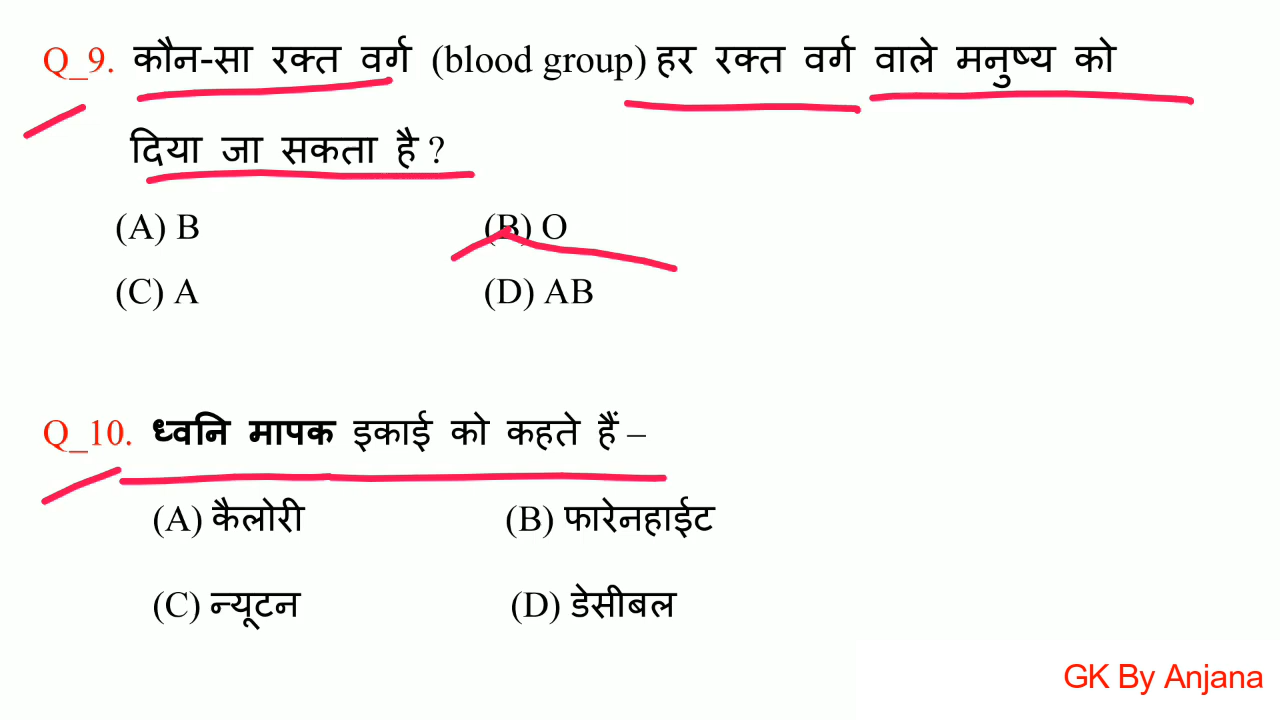 Q_9. कौन-सा रक्त वर्ग (blood group) हर रक्त वर्ग वाले मनुष्य को
दिया जा सकता है ?
(A) B (B) O
(C) A (D) AB
Q_10. ध्वनि मापक इकाई को कहते हैं –
(A) कैलोरी (B) फारेनहाईट
(C) न्यूटन (D) डेसीबल
GK By Anjana